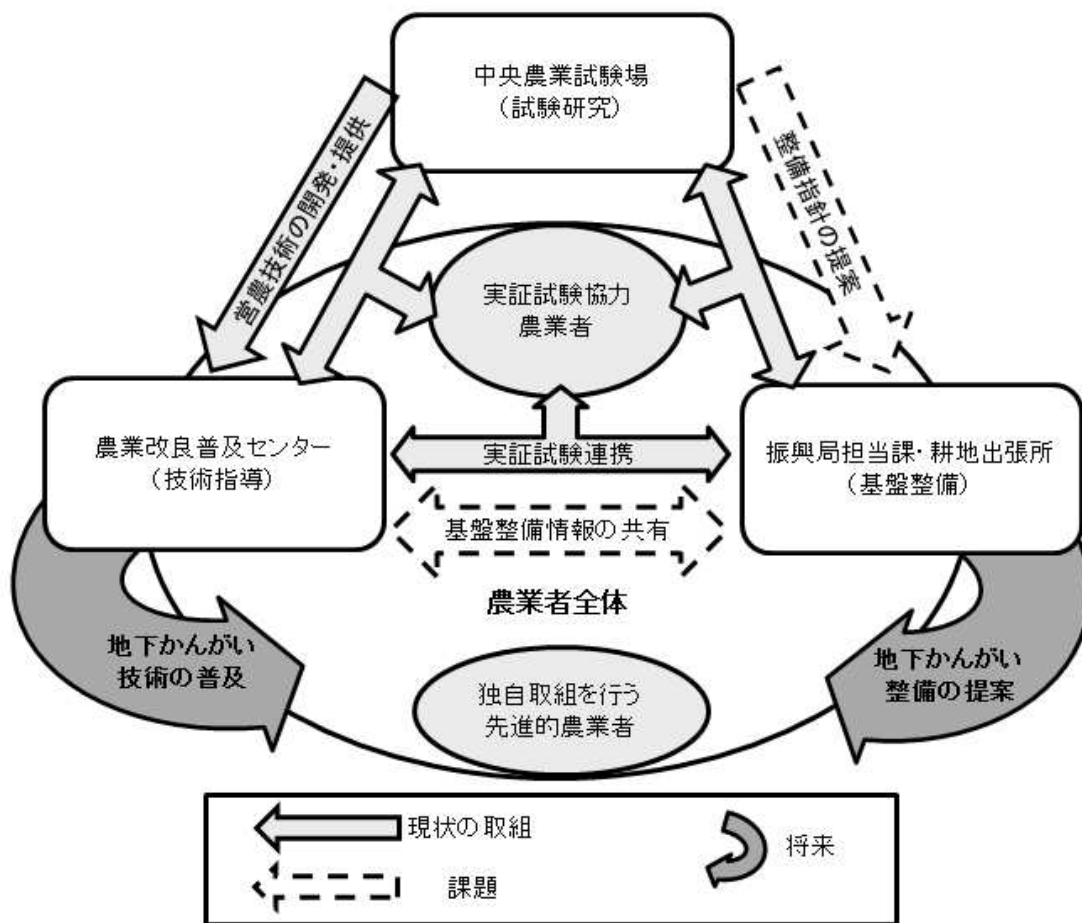 中央農業試験場
（試験研究）
営農技術の開発・提供
整備指針の提案
実証試験協力
農業者
農業改良普及センター
（技術指導）
実証試験連携
振興局担当課・耕地出張所
（基盤整備）
基盤整備情報の共有
農業者全体
地下かんがい
技術の普及
地下かんがい
整備の提案
独自取組を行う
先進的農業者
現状の取組
将来
課題